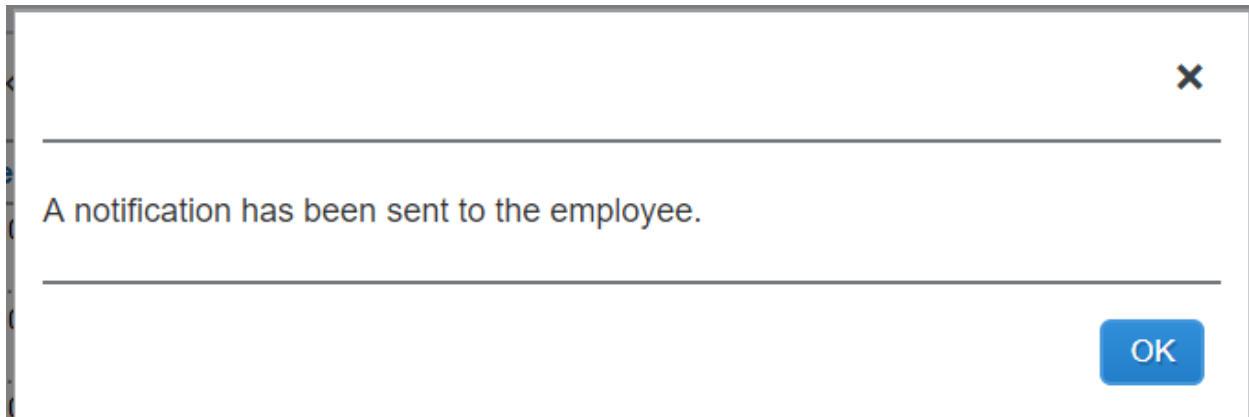 A notification has been sent to the employee.
OK